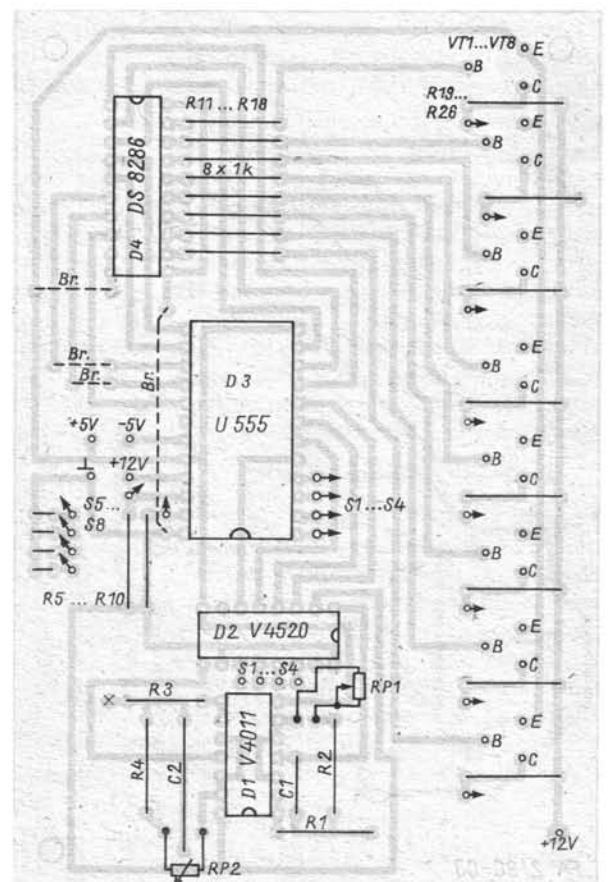 VT1...VT8
E
B
C
R11 ... R18
R19...
R26
E
B
C
8 x 1k
D4 DS 8286
E
B
C
Br.
Br.
Br.
Br.
D3
U 555
E
B
C
+5V
-5V
⊥
+12V
S5...
S8
S1...S4
E
B
C
R5 ... R10
E
B
C
D2 V4520
S1...S4
E
B
C
R3
RP1
R4
C2
D1 V4011
C1
R2
E
B
C
R1
RP2
+12V